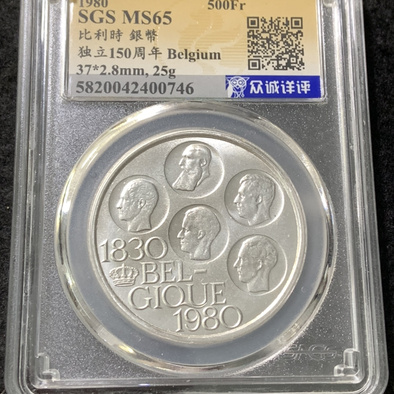 1980 500Fr
SGS MS65
比利時 銀幣
独立150周年 Belgium
37*2.8mm, 25g
5820042400746
众诚详评
1830
BEL-
GIQUE
1980